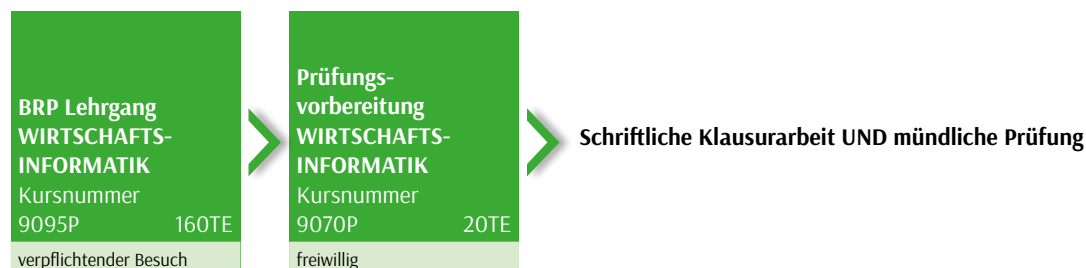 BRP Lehrgang
WIRTSCHAFTS-
INFORMATIK
Kursnummer
9095P 160TE
verpflichtender Besuch
Prüfungs-
vorbereitung
WIRTSCHAFTS-
INFORMATIK
Kursnummer
9070P 20TE
freiwillig
Schriftliche Klausurarbeit UND mündliche Prüfung